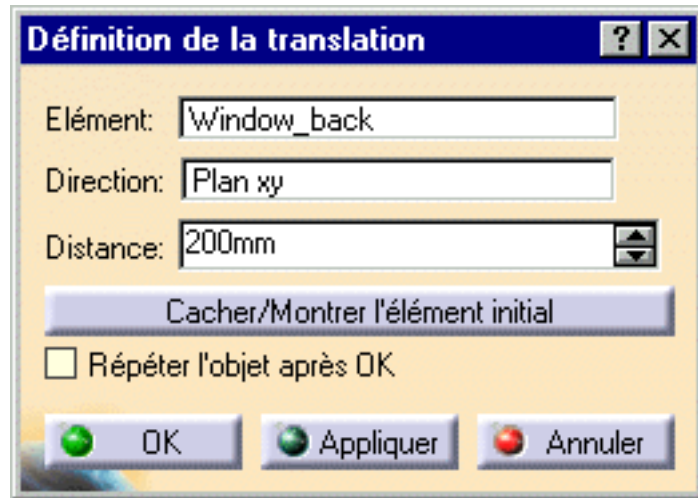 Définition de la translation
Elément: Window_back
Direction: Plan xy
Distance: 200mm
Cacher/Montrer l'élément initial
Répéter l'objet après OK
OK Appliquer Annuler